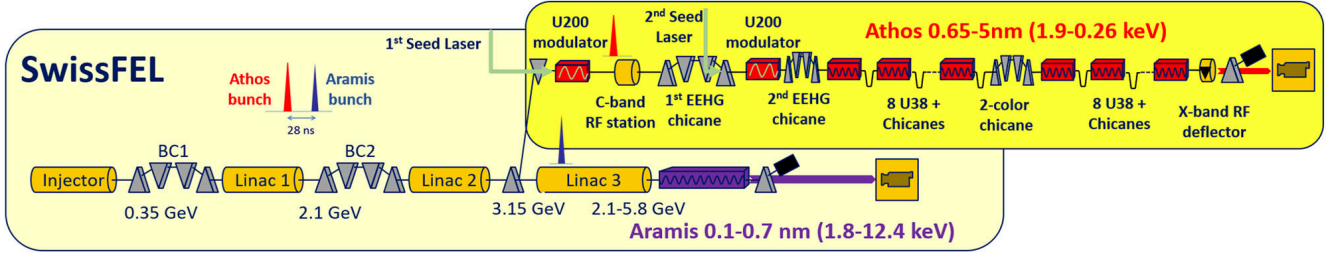 SwissFEL
Athos
bunch
Aramis
bunch
28 ns
1st Seed Laser
U200
modulator
2nd Seed
Laser
U200
modulator
Athos 0.65-5nm (1.9-0.26 keV)
C-band
RF station
1st EEHG
chicane
2nd EEHG
chicane
8 U38 +
Chicanes
2-color
chicane
8 U38 +
Chicanes
X-band RF
deflector
BC1
BC2
Injector
Linac 1
Linac 2
Linac 3
0.35 GeV
2.1 GeV
3.15 GeV
2.1-5.8 GeV
Aramis 0.1-0.7 nm (1.8-12.4 keV)